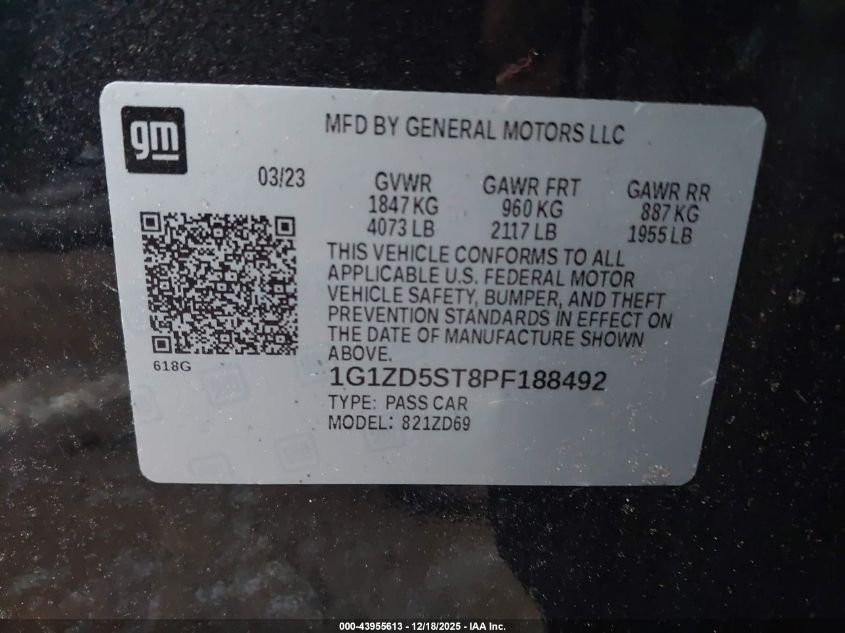 gm
MFD BY GENERAL MOTORS LLC
03/23
GVWR
1847 KG
4073 LB
GAWR FRT
960 KG
2117 LB
GAWR RR
887 KG
1955 LB
THIS VEHICLE CONFORMS TO ALL
APPLICABLE U.S. FEDERAL MOTOR
VEHICLE SAFETY, BUMPER, AND THEFT
PREVENTION STANDARDS IN EFFECT ON
THE DATE OF MANUFACTURE SHOWN
ABOVE.
618G
1G1ZD5ST8PF188492
TYPE: PASS CAR
MODEL: 821ZD69
000-43955613 - 12/18/2025 - IAA Inc.